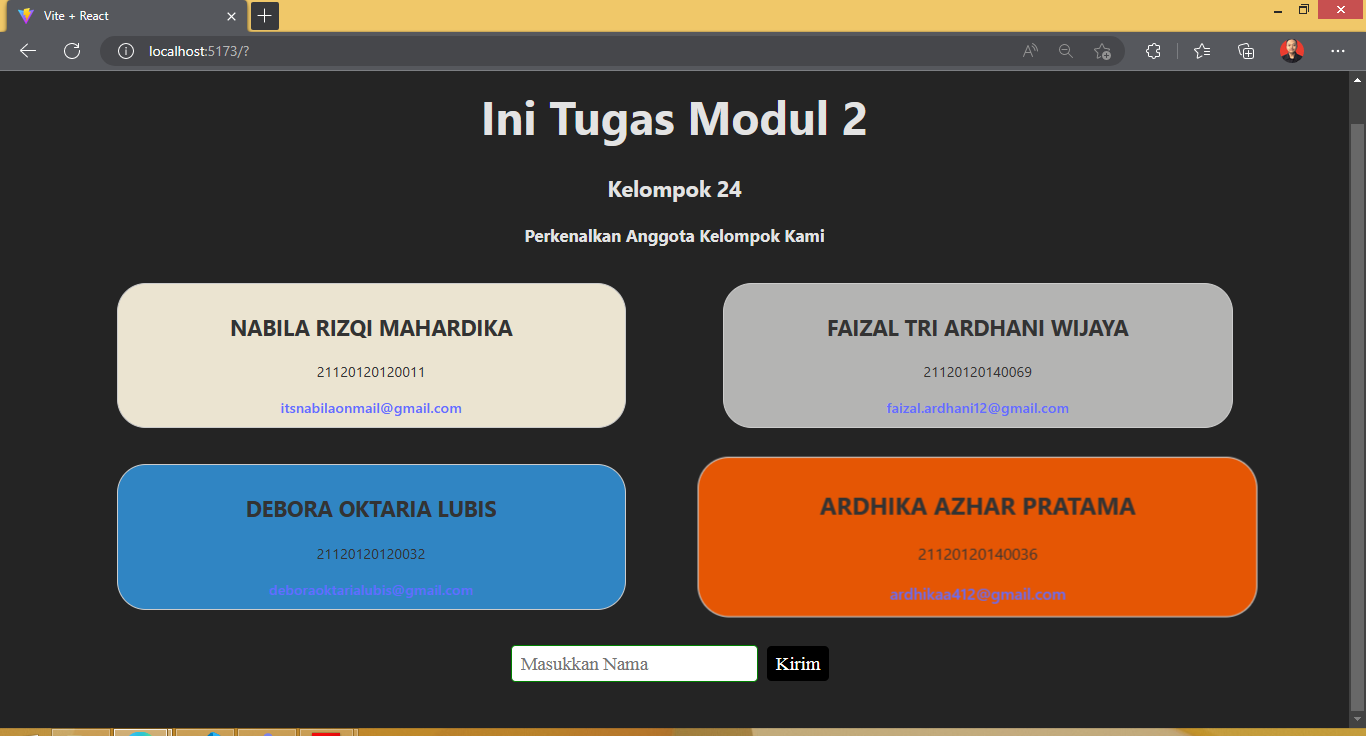 Vite + React
localhost:5173/?
Ini Tugas Modul 2
Kelompok 24
Perkenalkan Anggota Kelompok Kami
NABILA RIZQI MAHARDIKA
21120120120011
itsnabilaonmail@gmail.com
FAIZAL TRI ARDHANI WIJAYA
21120120140069
faizal.ardhani12@gmail.com
DEBORA OKTARIA LUBIS
21120120120032
deboraoktarialubis@gmail.com
ARDHIKA AZHAR PRATAMA
21120120140036
ardhikaa412@gmail.com
Masukkan Nama
Kirim